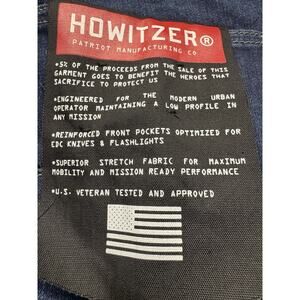 HOWITZER®
PATRIOT MANUFACTURING CO
•5% OF THE PROCEEDS FROM THE SALE OF THIS
GARMENT GOES TO BENEFIT THE HEROES THAT
SACRIFICE TO PROTECT US
•ENGINEERED FOR THE MODERN URBAN
OPERATOR MAINTAINING A LOW PROFILE IN
ANY MISSION
•REINFORCED FRONT POCKETS OPTIMIZED FOR
EDC KNIVES & FLASHLIGHTS
•SUPERIOR STRETCH FABRIC FOR MAXIMUM
MOBILITY AND MISSION READY PERFORMANCE
•U.S. VETERAN TESTED AND APPROVED